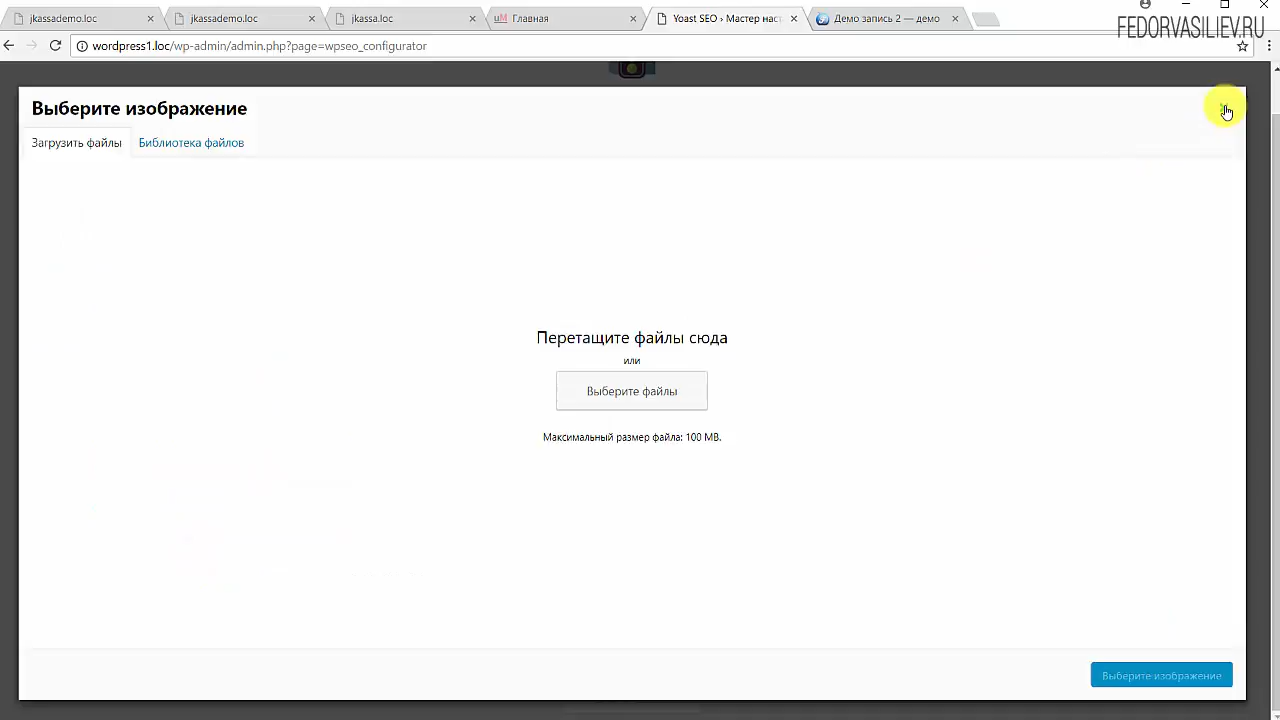 jkassademo.loc
jkassademo.loc
jkassa.loc
uM Главная
Yoast SEO › Мастер наст
Демо запись 2 — демо
FEDORVASILIEV.RU
wordpress1.loc/wp-admin/admin.php?page=wpseo_configurator
Выберите изображение
Загрузить файлы
Библиотека файлов
Перетащите файлы сюда
или
Выберите файлы
Максимальный размер файла: 100 MB.
Выберите изображение